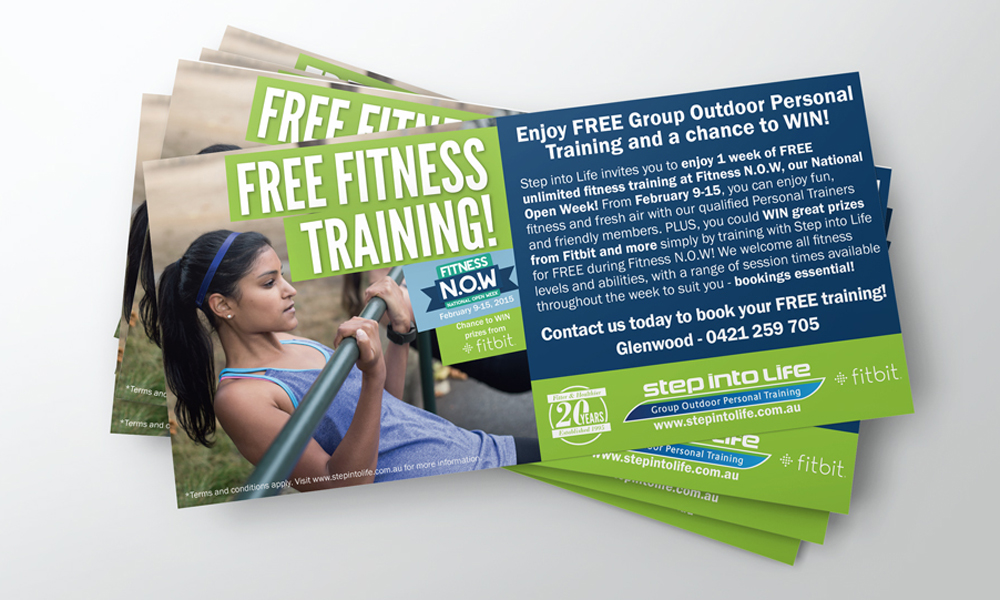 FREE FITNESS
FREE FITNESS
TRAINING!
FITNESS
N.O.W
NATIONAL OPEN WEEK
February 9-15, 2015
Chance to WIN
prizes from
fitbit
*Terms and conditions apply. Visit www.stepintolife.com.au for more information.
Enjoy FREE Group Outdoor Personal
Training and a chance to WIN!
Step into Life invites you to enjoy 1 week of FREE
unlimited fitness training at Fitness N.O.W, our National
Open Week! From February 9-15, you can enjoy fun,
fitness and fresh air with our qualified Personal Trainers
and friendly members. PLUS, you could WIN great prizes
from Fitbit and more simply by training with Step into Life
for FREE during Fitness N.O.W! We welcome all fitness
levels and abilities, with a range of session times available
throughout the week to suit you - bookings essential!
Contact us today to book your FREE training!
Glenwood - 0421 259 705
Fitter & Healthier
20 YEARS
Established 1995
step into Life
Group Outdoor Personal Training
www.stepintolife.com.au
fitbit
*Terms and
*Terms and c
Life
Personal Training
www.stepintolife.com.au
fitbit
.com.au